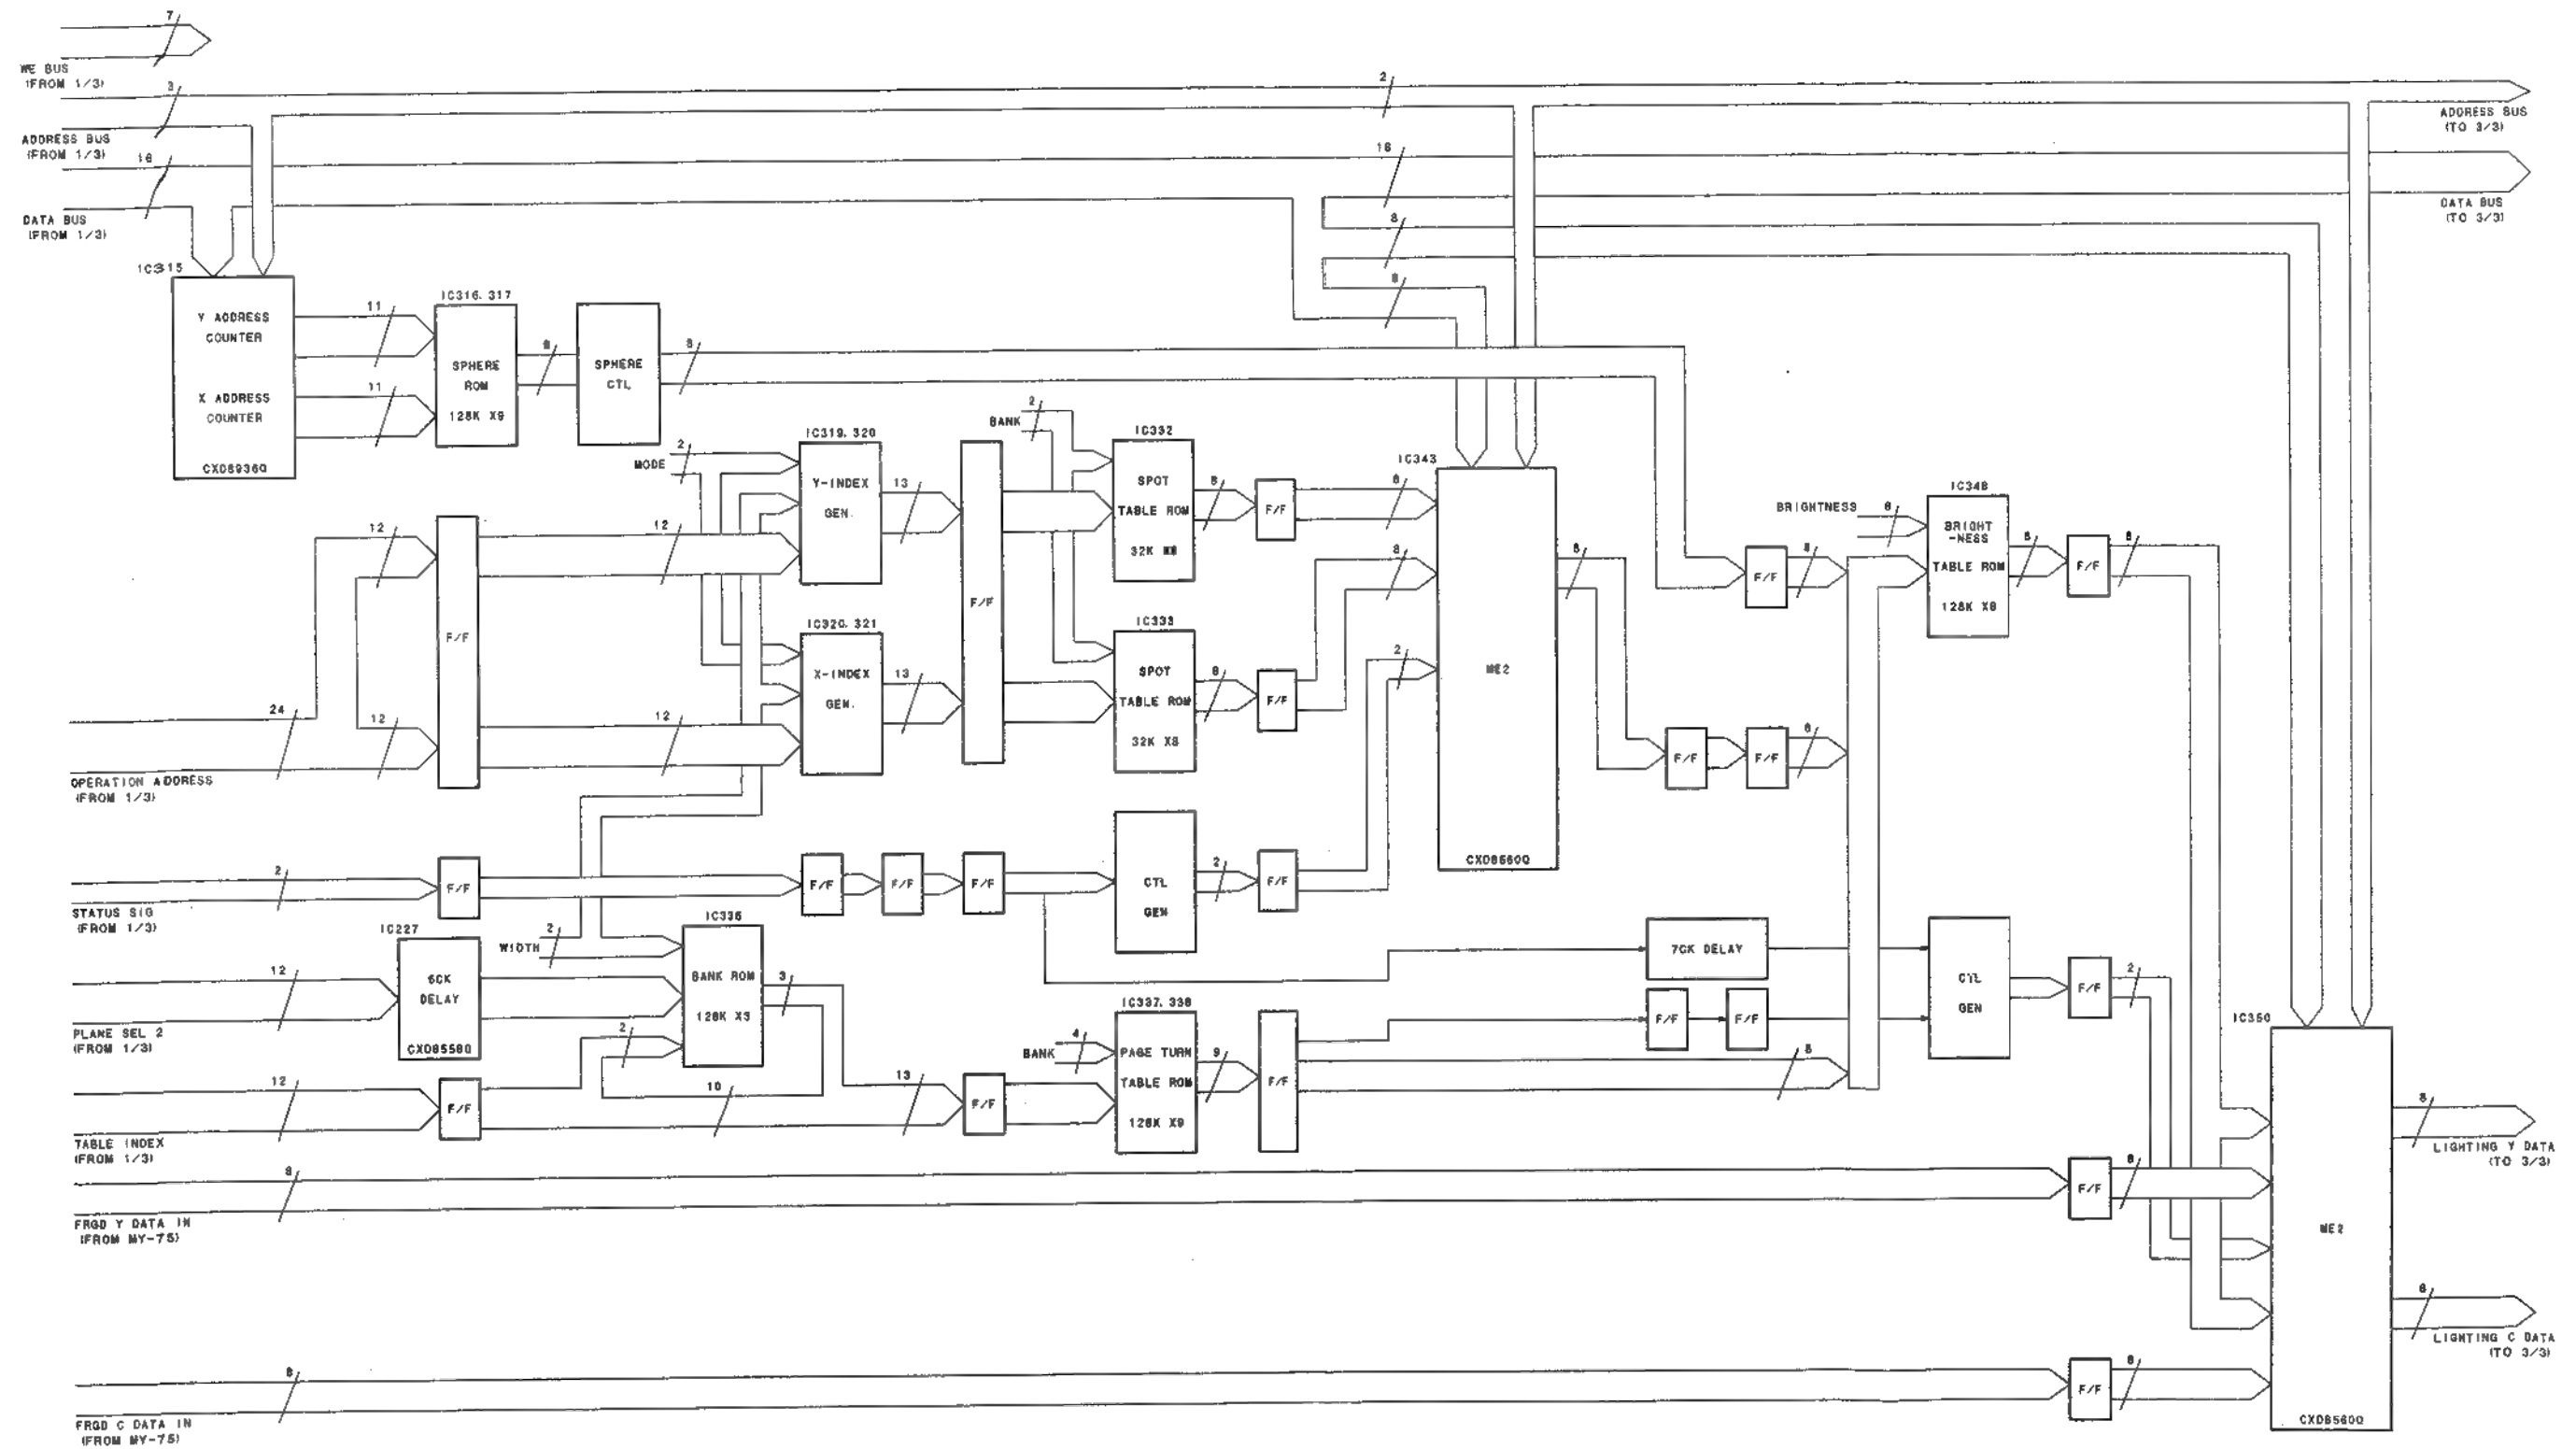 7
WE BUS
(FROM 1/3)
3
2
ADDRESS BUS
(FROM 1/3)
ADDRESS BUS
(TO 3/3)
16
16
DATA BUS
(FROM 1/3)
DATA BUS
(TO 3/3)
8
8
IC315
Y ADDRESS
COUNTER
X ADDRESS
COUNTER
CXD8936Q
11
11
IC316. 317
SPHERE
ROM
128K X9
SPHERE
CTL
8
MODE
2
IC319. 320
Y-INDEX
GEN.
13
BANK
2
IC332
SPOT
TABLE ROM
32K X8
8
F/F
8
IC343
ME2
CXD8560Q
8
12
12
F/F
F/F
IC320. 321
X-INDEX
GEN.
13
IC333
SPOT
TABLE ROM
32K X8
8
F/F
8
2
F/F
8
BRIGHTNESS
IC348
BRIGHT
-NESS
TABLE ROM
128K X8
8
F/F
8
24
12
12
OPERATION ADDRESS
(FROM 1/3)
F/F
F/F
8
2
STATUS SIG
(FROM 1/3)
F/F
F/F
F/F
F/F
CTL
GEN
2
F/F
IC227
6CK
DELAY
CXD8558Q
WIDTH
2
IC336
BANK ROM
128K X3
3
12
PLANE SEL 2
(FROM 1/3)
2
7CK DELAY
F/F
F/F
CTL
GEN
F/F
2
12
TABLE INDEX
(FROM 1/3)
F/F
10
13
F/F
BANK
4
IC337. 338
PAGE TURN
TABLE ROM
128K X9
9
F/F
8
IC350
ME2
CXD8560Q
8
LIGHTING Y DATA
(TO 3/3)
8
FRGD Y DATA IN
(FROM MY-75)
F/F
8
8
LIGHTING C DATA
(TO 3/3)
8
FRGD C DATA IN
(FROM MY-75)
F/F
8